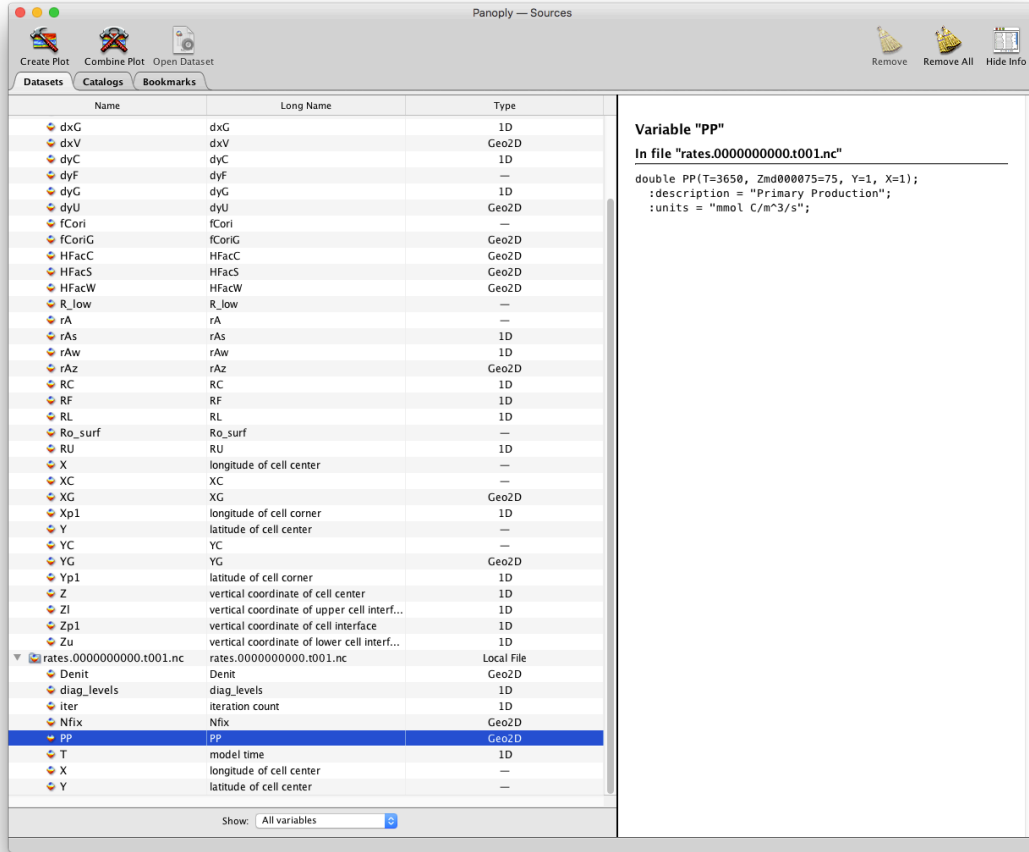 Panoply — Sources
Create Plot Combine Plot Open Dataset Remove Remove All Hide Info
Datasets Catalogs Bookmarks
Name Long Name Type
dxG dxG 1D
dxV dxV Geo2D
dyC dyC 1D
dyF dyF —
dyG dyG 1D
dyU dyU Geo2D
fCori fCori —
fCoriG fCoriG Geo2D
HFacC HFacC Geo2D
HFacS HFacS Geo2D
HFacW HFacW Geo2D
R_low R_low —
rA rA —
rAs rAs 1D
rAw rAw 1D
rAz rAz Geo2D
RC RC 1D
RF RF 1D
RL RL 1D
Ro_surf Ro_surf —
RU RU 1D
X longitude of cell center —
XC XC —
XG XG Geo2D
Xp1 longitude of cell corner 1D
Y latitude of cell center —
YC YC —
YG YG Geo2D
Yp1 latitude of cell corner 1D
Z vertical coordinate of cell center 1D
Zl vertical coordinate of upper cell interf... 1D
Zp1 vertical coordinate of cell interface 1D
Zu vertical coordinate of lower cell interf... 1D
rates.0000000000.t001.nc rates.0000000000.t001.nc Local File
Denit Denit Geo2D
diag_levels diag_levels 1D
iter iteration count 1D
Nfix Nfix Geo2D
PP PP Geo2D
T model time 1D
X longitude of cell center —
Y latitude of cell center —
Show: All variables
Variable "PP"
In file "rates.0000000000.t001.nc"
double PP(T=3650, Zmd000075=75, Y=1, X=1);
:description = "Primary Production";
:units = "mmol C/m^3/s";